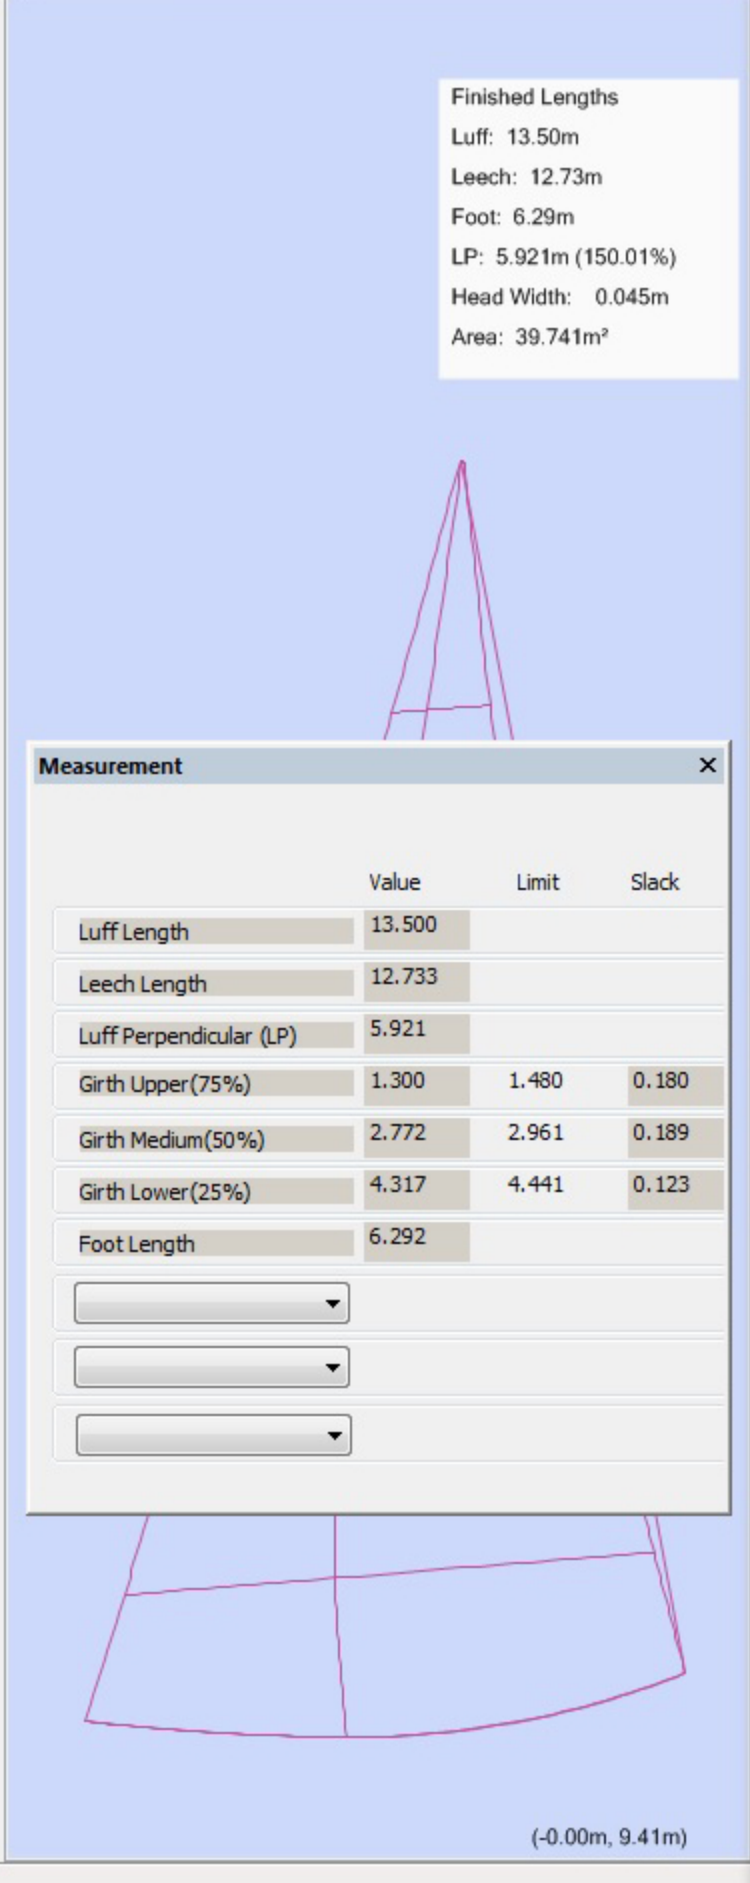 Finished Lengths
Luff: 13.50m
Leech: 12.73m
Foot: 6.29m
LP: 5.921m (150.01%)
Head Width: 0.045m
Area: 39.741m²
Measurement
Value Limit Slack
Luff Length 13.500
Leech Length 12.733
Luff Perpendicular (LP) 5.921
Girth Upper(75%) 1.300 1.480 0.180
Girth Medium(50%) 2.772 2.961 0.189
Girth Lower(25%) 4.317 4.441 0.123
Foot Length 6.292
(-0.00m, 9.41m)